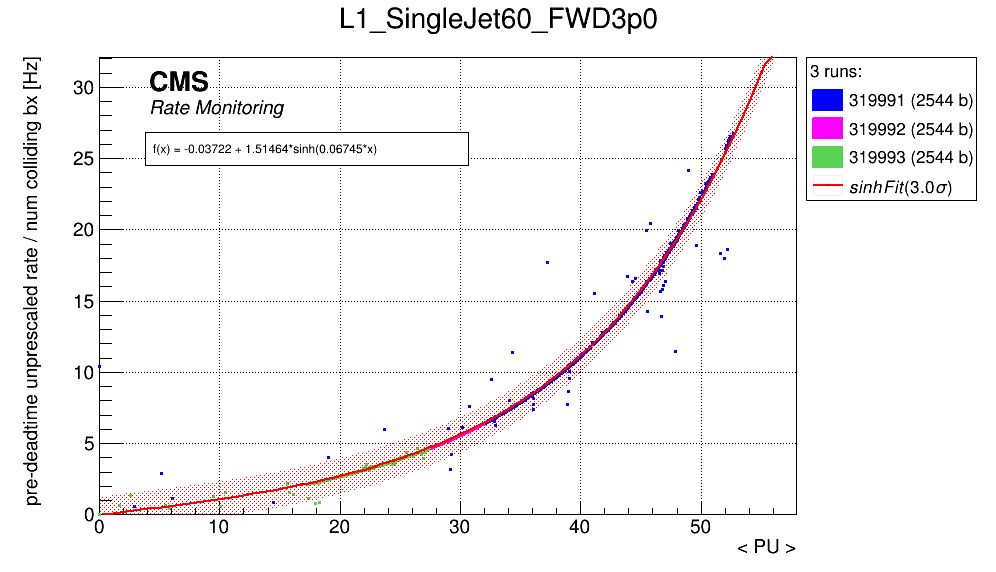 L1_SingleJet60_FWD3p0
pre-deadtime unprescaled rate / num colliding bx [Hz]
CMS
Rate Monitoring
f(x) = -0.03722 + 1.51464*sinh(0.06745*x)
30
25
20
15
10
5
0
0 10 20 30 40 50
< PU >
3 runs:
319991 (2544 b)
319992 (2544 b)
319993 (2544 b)
sinhFit(3.0σ)